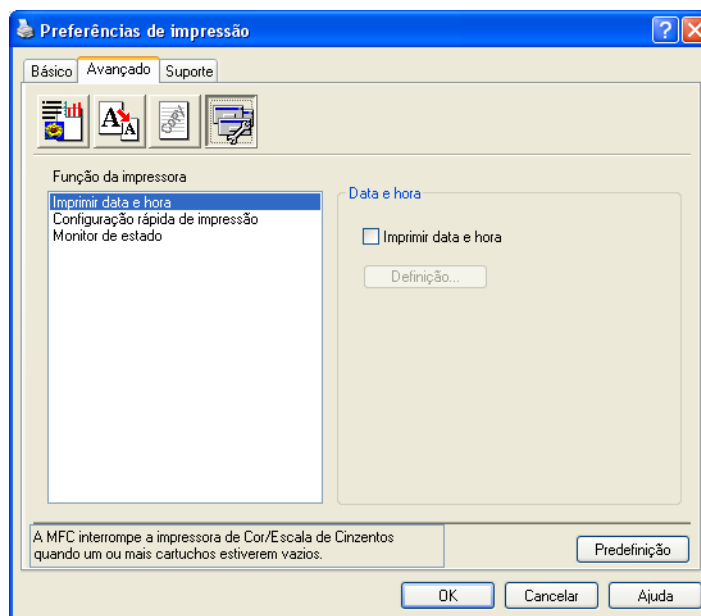 Preferências de impressão
Básico Avançado Suporte
A A COPY
Função da impressora
Imprimir data e hora
Configuração rápida de impressão
Monitor de estado
Data e hora
Imprimir data e hora
Definição...
A MFC interrompe a impressora de Cor/Escala de Cinzentos
quando um ou mais cartuchos estiverem vazios.
Predefinição
OK Cancelar Ajuda